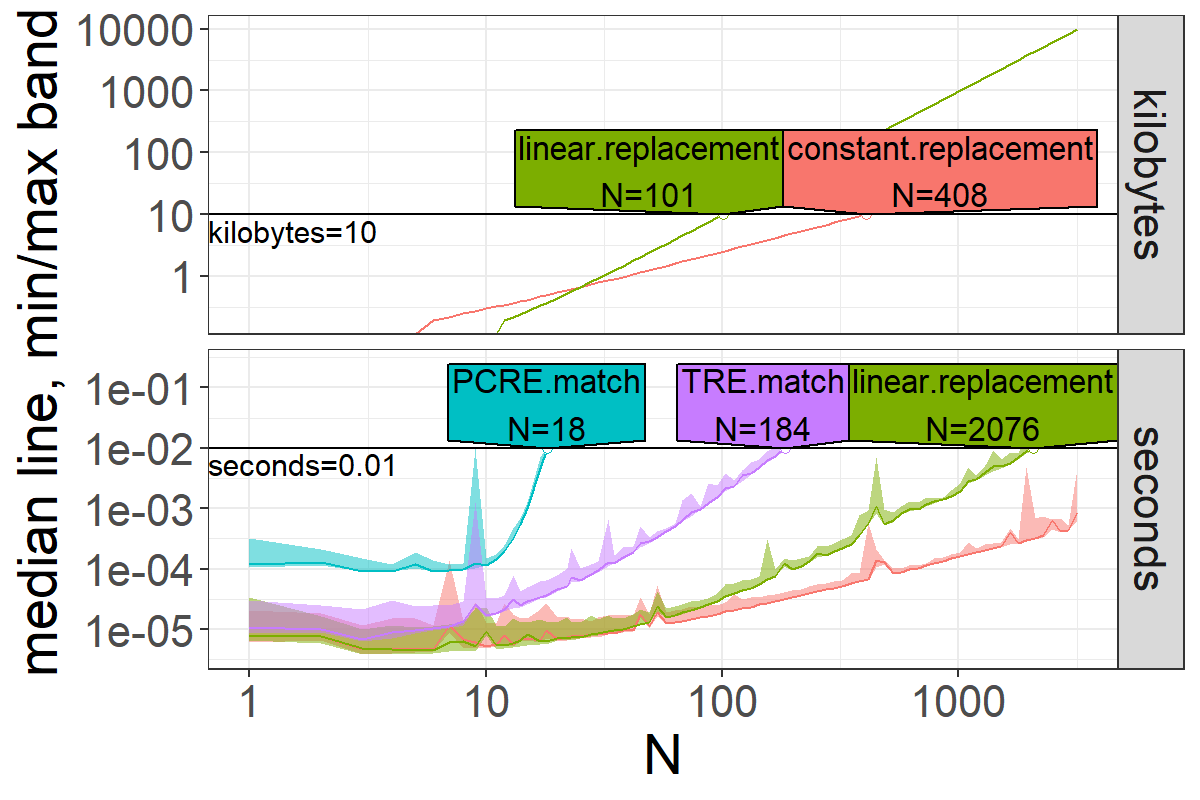 median line, min/max band
10000
1000
100
10
1
linear.replacement
N=101
constant.replacement
N=408
kilobytes=10
kilobytes
1e-01
1e-02
1e-03
1e-04
1e-05
PCRE.match
N=18
TRE.match
N=184
linear.replacement
N=2076
seconds=0.01
seconds
1
10
100
1000
N